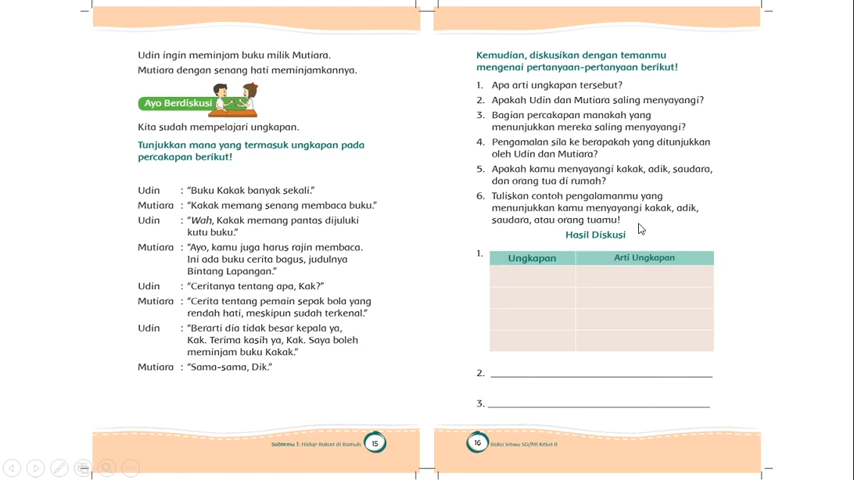 Udin ingin meminjam buku milik Mutiara.
Mutiara dengan senang hati meminjamkannya.
Ayo Berdiskusi
Kita sudah mempelajari ungkapan.
Tunjukkan mana yang termasuk ungkapan pada
percakapan berikut!
Udin : “Buku Kakak banyak sekali.”
Mutiara : “Kakak memang senang membaca buku.”
Udin : “Wah, Kakak memang pantas dijuluki
kutu buku.”
Mutiara : “Ayo, kamu juga harus rajin membaca.
Ini ada buku cerita bagus, judulnya
Bintang Lapangan.”
Udin : “Ceritanya tentang apa, Kak?”
Mutiara : “Cerita tentang pemain sepak bola yang
rendah hati, meskipun sudah terkenal.”
Udin : “Berarti dia tidak besar kepala ya,
Kak. Terima kasih ya, Kak. Saya boleh
meminjam buku Kakak.”
Mutiara : “Sama-sama, Dik.”
Subtema 1: Hidup Rukun di Rumah 15
Kemudian, diskusikan dengan temanmu
mengenai pertanyaan-pertanyaan berikut!
1. Apa arti ungkapan tersebut?
2. Apakah Udin dan Mutiara saling menyayangi?
3. Bagian percakapan manakah yang
menunjukkan mereka saling menyayangi?
4. Pengamalan sila ke berapakah yang ditunjukkan
oleh Udin dan Mutiara?
5. Apakah kamu menyayangi kakak, adik, saudara,
dan orang tua di rumah?
6. Tuliskan contoh pengalamanmu yang
menunjukkan kamu menyayangi kakak, adik,
saudara, atau orang tuamu!
Hasil Diskusi
1.
Ungkapan Arti Ungkapan
2.
3.
16 Buku Siswa SD/MI Kelas II